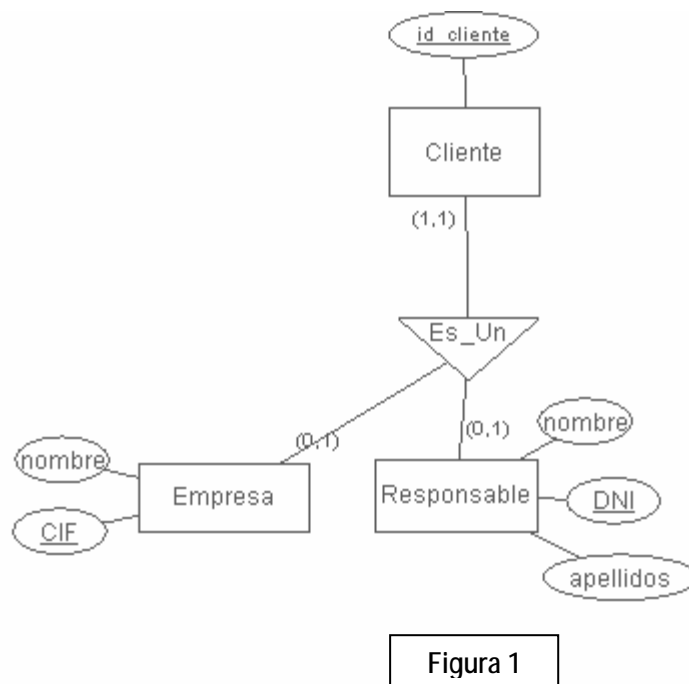 id_cliente
Cliente
(1,1)
Es_Un
(0,1)
(0,1)
nombre
nombre
Empresa
Responsable
DNI
CIF
apellidos
Figura 1